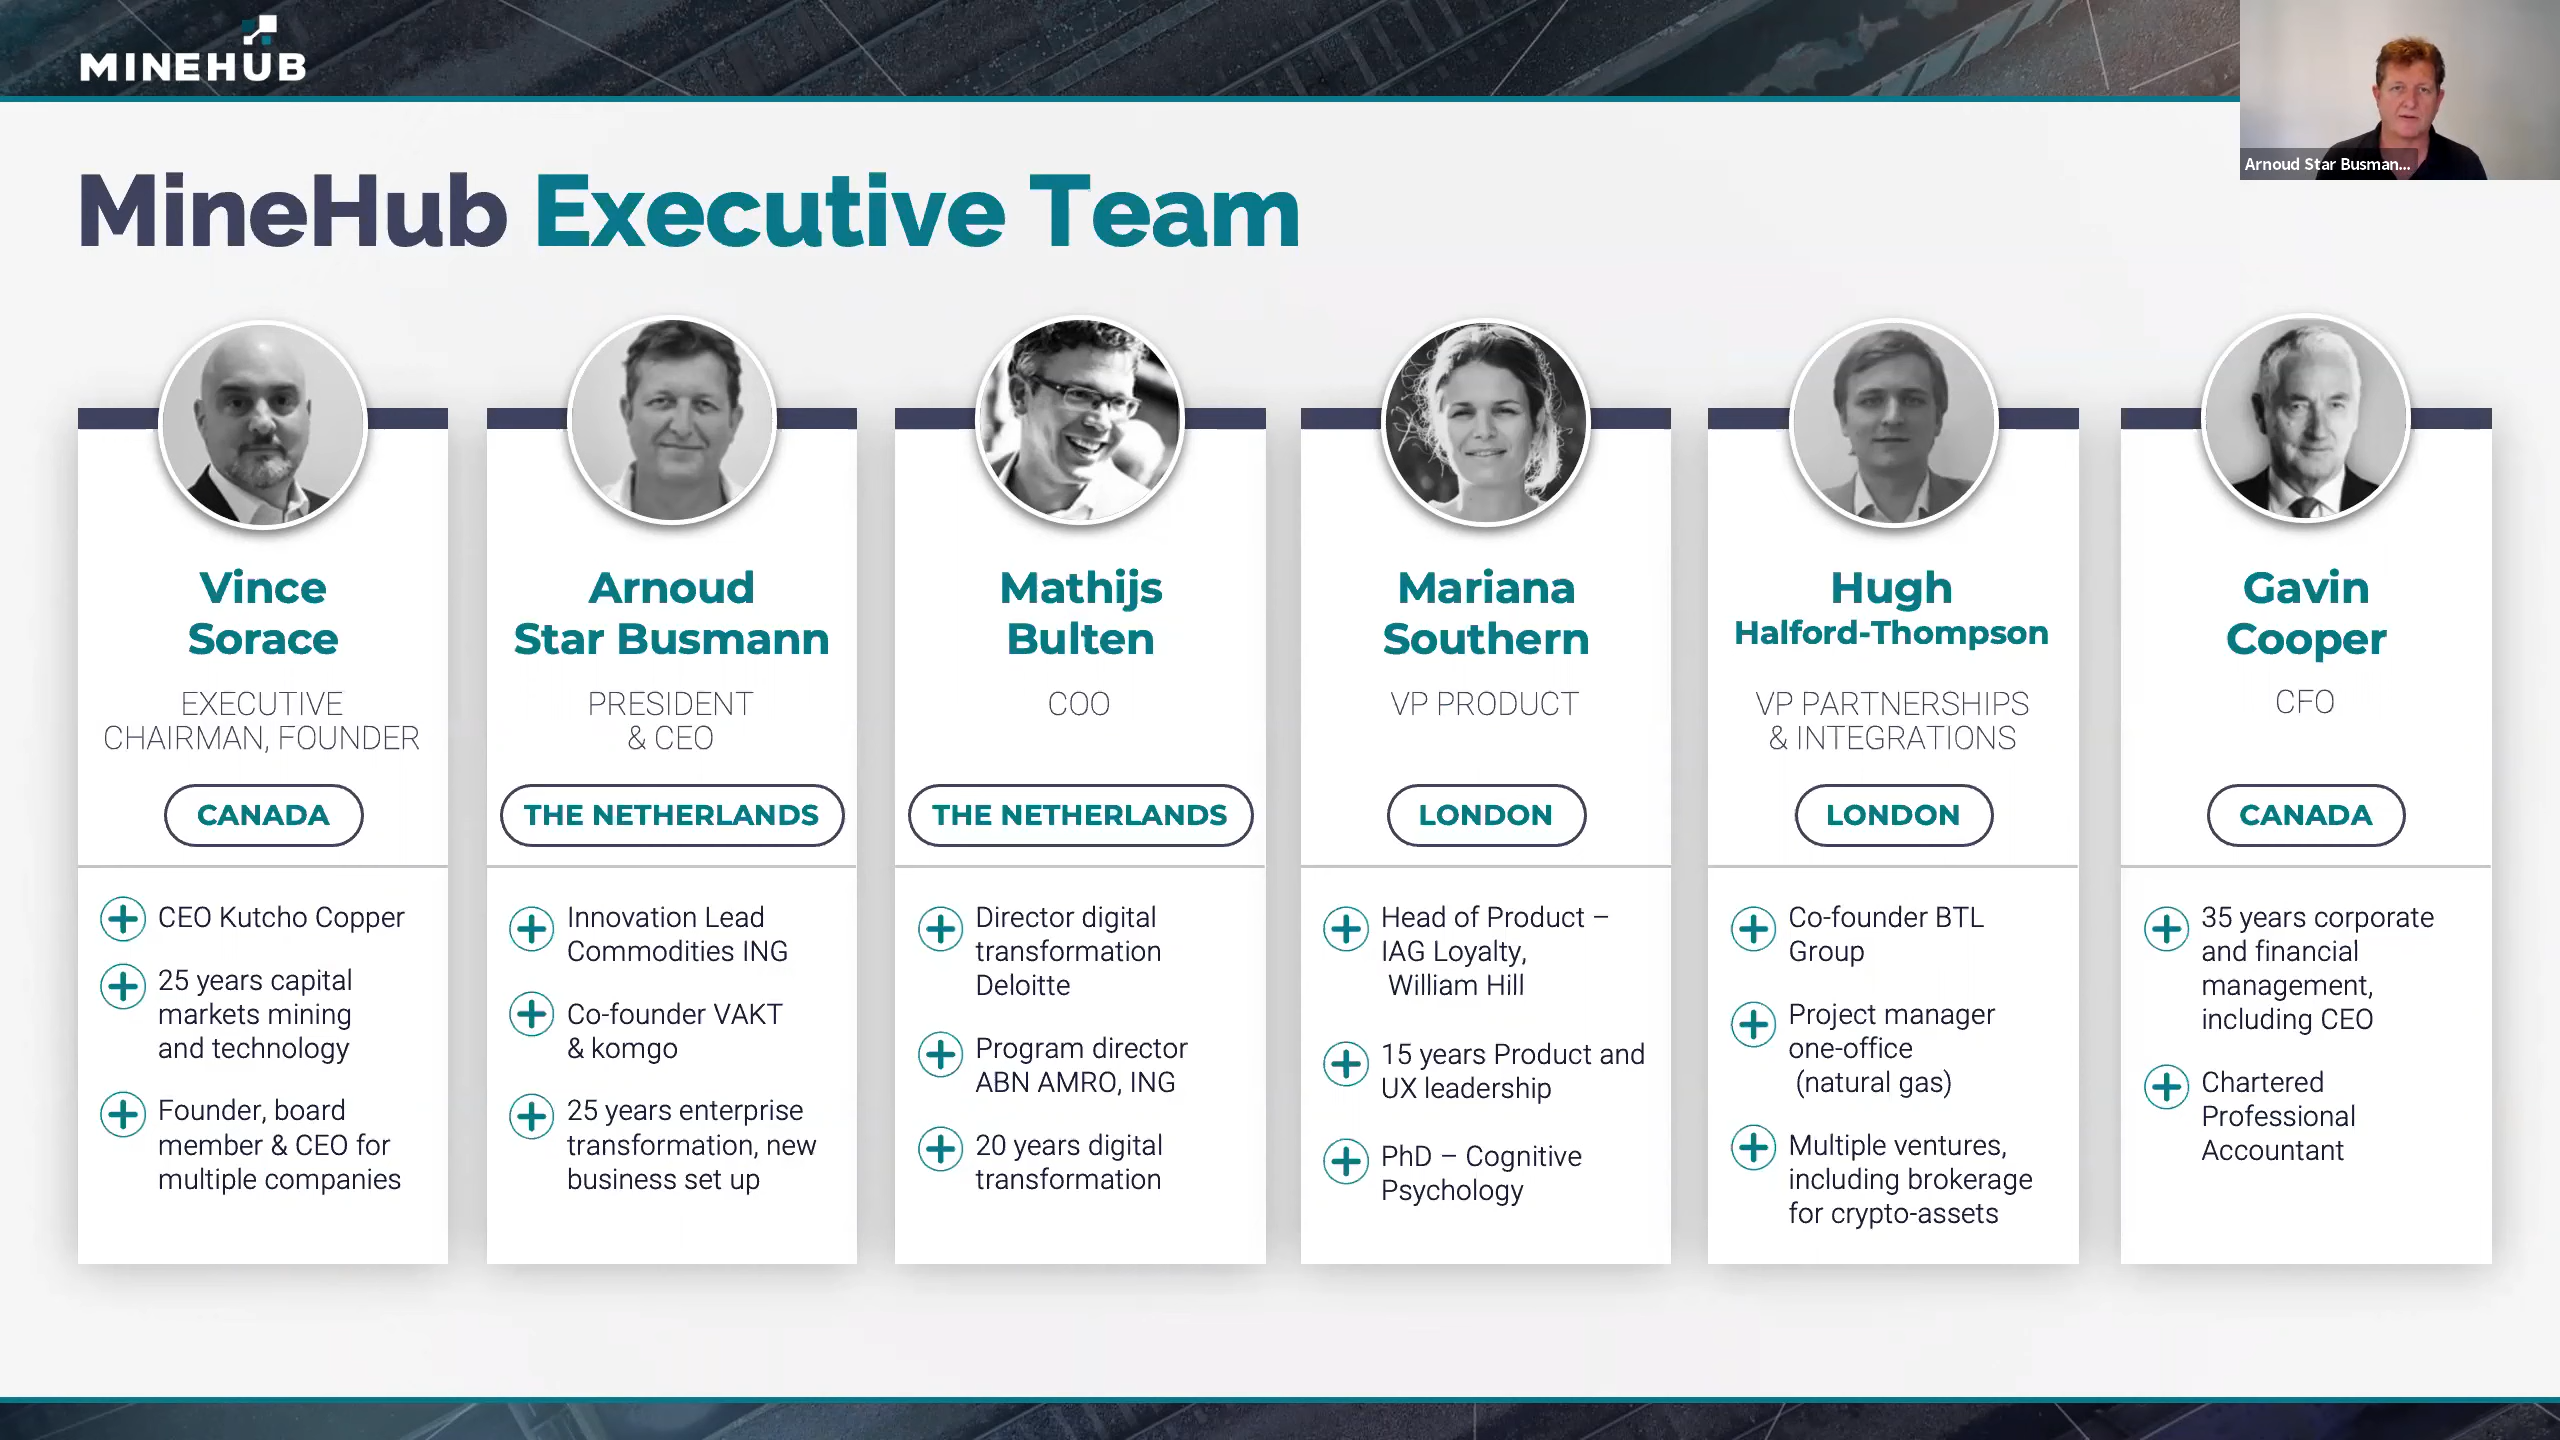 MINEHUB
Arnoud Star Busman...
MineHub Executive Team
Vince
Sorace
EXECUTIVE
CHAIRMAN, FOUNDER
CANADA
CEO Kutcho Copper
25 years capital
markets mining
and technology
Founder, board
member & CEO for
multiple companies
Arnoud
Star Busmann
PRESIDENT
& CEO
THE NETHERLANDS
Innovation Lead
Commodities ING
Co-founder VAKT
& komgo
25 years enterprise
transformation, new
business set up
Mathijs
Bulten
COO
THE NETHERLANDS
Director digital
transformation
Deloitte
Program director
ABN AMRO, ING
20 years digital
transformation
Mariana
Southern
VP PRODUCT
LONDON
Head of Product –
IAG Loyalty,
William Hill
15 years Product and
UX leadership
PhD – Cognitive
Psychology
Hugh
Halford-Thompson
VP PARTNERSHIPS
& INTEGRATIONS
LONDON
Co-founder BTL
Group
Project manager
one-office
(natural gas)
Multiple ventures,
including brokerage
for crypto-assets
Gavin
Cooper
CFO
CANADA
35 years corporate
and financial
management,
including CEO
Chartered
Professional
Accountant